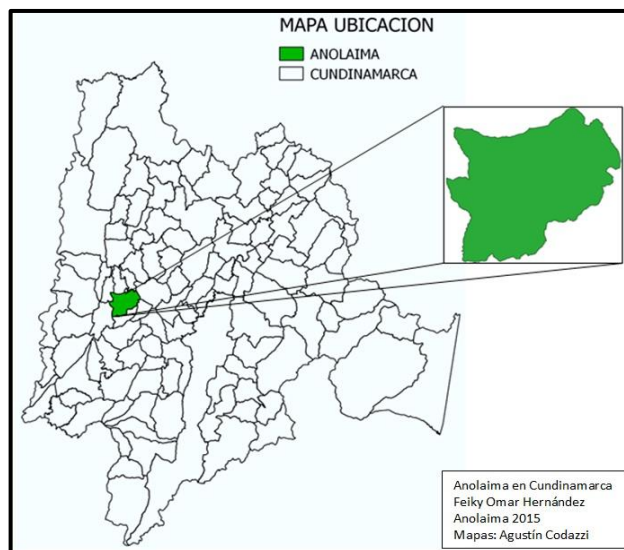 MAPA UBICACION
ANOLAIMA
CUNDINAMARCA
Anolaima en Cundinamarca
Feiky Omar Hernández
Anolaima 2015
Mapas: Agustín Codazzi